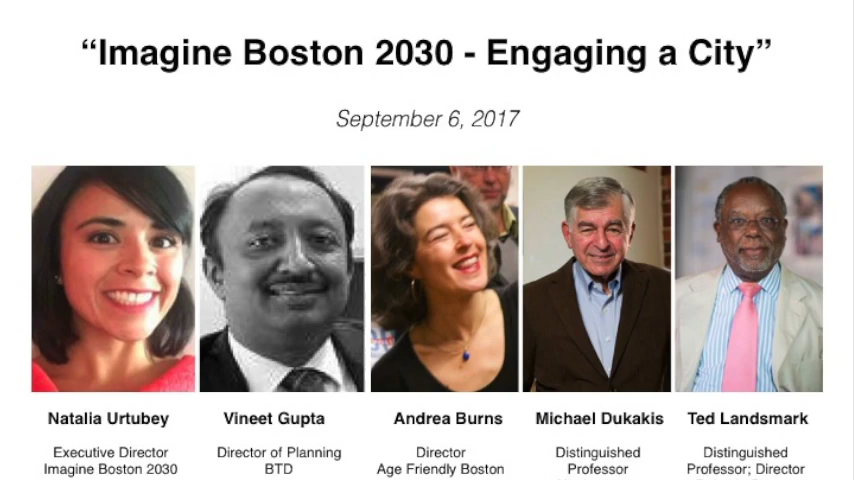 “Imagine Boston 2030 - Engaging a City”
September 6, 2017
Natalia Urtubey
Executive Director
Imagine Boston 2030
Vineet Gupta
Director of Planning
BTD
Andrea Burns
Director
Age Friendly Boston
Michael Dukakis
Distinguished
Professor
Ted Landsmark
Distinguished
Professor; Director